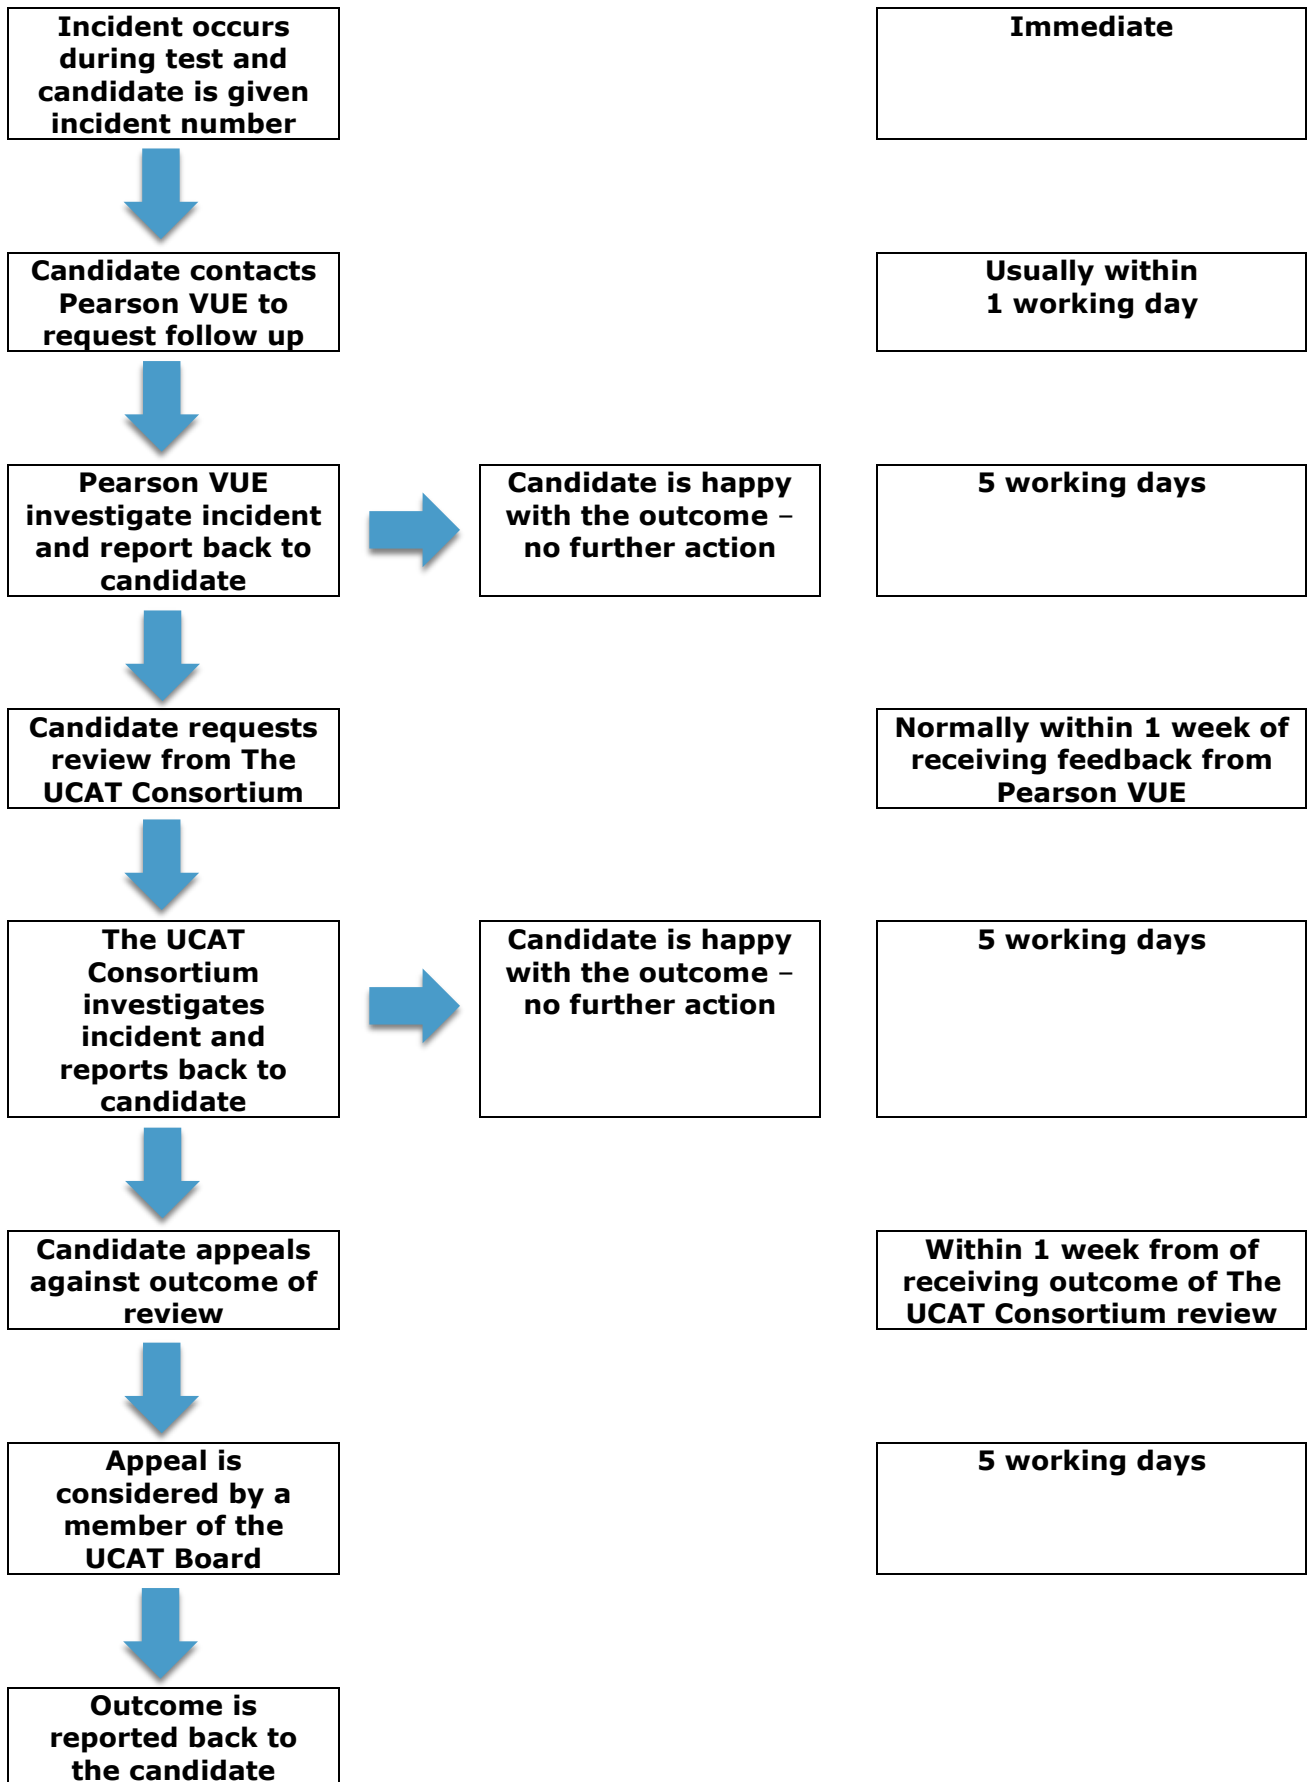 Incident occurs
during test and
candidate is given
incident number
Immediate
Candidate contacts
Pearson VUE to
request follow up
Usually within
1 working day
Pearson VUE
investigate incident
and report back to
candidate
Candidate is happy
with the outcome –
no further action
5 working days
Candidate requests
review from The
UCAT Consortium
Normally within 1 week of
receiving feedback from
Pearson VUE
The UCAT
Consortium
investigates
incident and
reports back to
candidate
Candidate is happy
with the outcome –
no further action
5 working days
Candidate appeals
against outcome of
review
Within 1 week from of
receiving outcome of The
UCAT Consortium review
Appeal is
considered by a
member of the
UCAT Board
5 working days
Outcome is
reported back to
the candidate